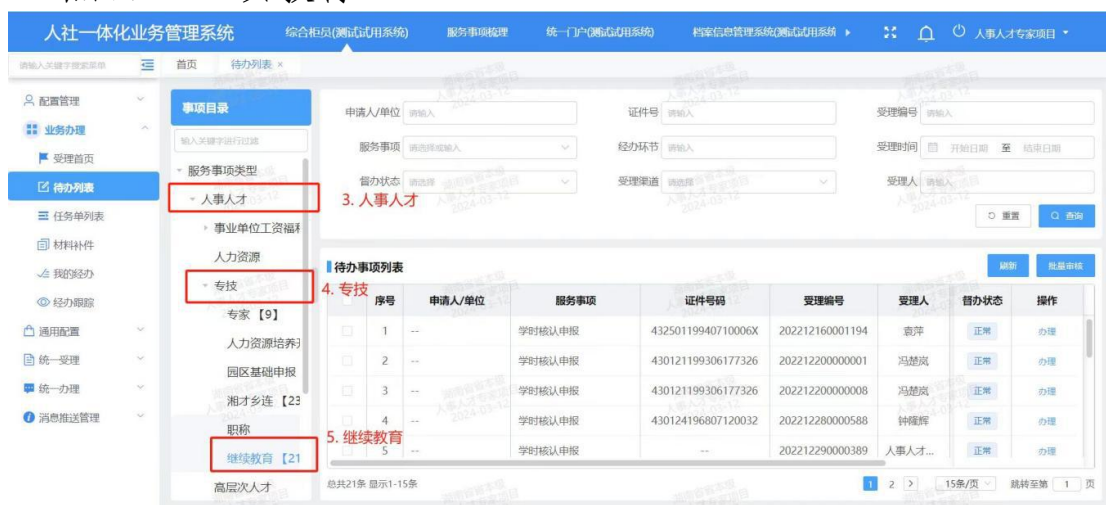 人社一体化业务管理系统 综合柜员(测试试用系统) 服务事项梳理 统一门户(测试试用系统) 档案信息管理系统(测试试用系统 人事人才专家项目
请输入关键字搜索菜单 首页 待办列表 ×
配置管理
业务办理
受理首页
待办列表
任务单列表
材料补件
我的经办
经办跟踪
通用配置
统一受理
统一办理
消息推送管理
事项目录
输入关键字进行过滤
服务事项类型
人事人才
事业单位工资福利
人力资源
专技
专家【9】
人力资源培养开
园区基础申报
湘才乡连【23
职称
继续教育【21
高层次人才
3. 人事人才
4. 专技
5. 继续教育
申请人/单位 请输入 证件号 请输入 受理编号 请输入
服务事项 请选择或输入 经办环节 请输入 受理时间 开始日期 至 结束日期
督办状态 请选择 受理渠道 请选择 受理人 请输入
重置 查询
待办事项列表 刷新 批量审核
序号 申请人/单位 服务事项 证件号码 受理编号 受理人 督办状态 操作
1 -- 学时核认申报 43250119940710006X 202212160001194 袁萍 正常 办理
2 -- 学时核认申报 430121199306177326 202212200000001 冯楚岚 正常 办理
3 -- 学时核认申报 430121199306177326 202212200000008 冯楚岚 正常 办理
4 -- 学时核认申报 430124196807120032 202212280000588 钟隆辉 正常 办理
5 -- 学时核认申报 -- 202212290000389 人事人才... 正常 办理
总共21条 显示1-15条 1 2 > 15条/页 跳转至第 1 页